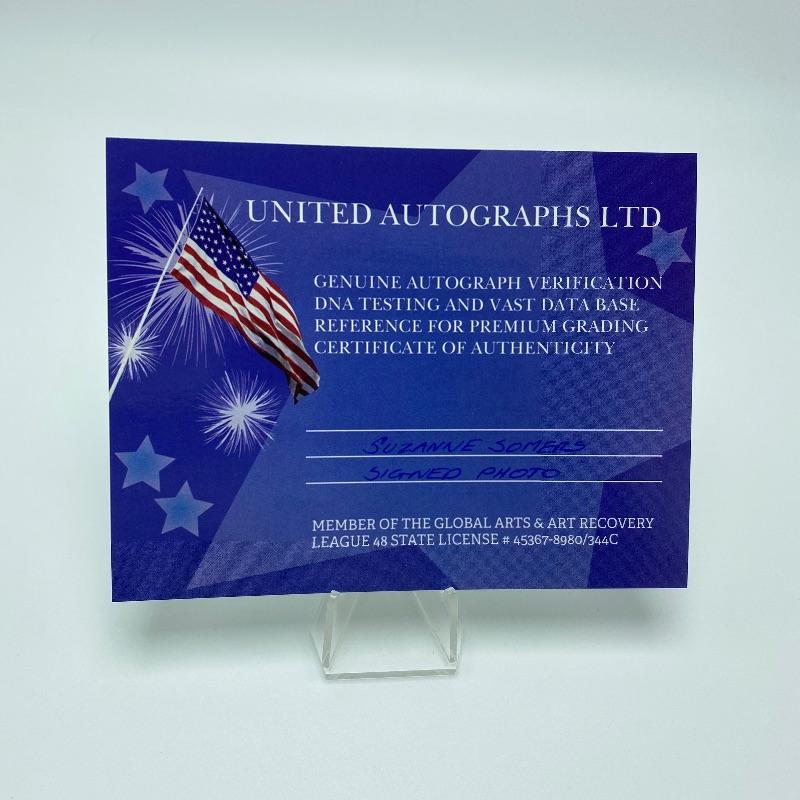 UNITED AUTOGRAPHS LTD
GENUINE AUTOGRAPH VERIFICATION
DNA TESTING AND VAST DATA BASE
REFERENCE FOR PREMIUM GRADING
CERTIFICATE OF AUTHENTICITY
SUZANNE SOMERS
SIGNED PHOTO
MEMBER OF THE GLOBAL ARTS & ART RECOVERY
LEAGUE 48 STATE LICENSE # 45367-8980/344C